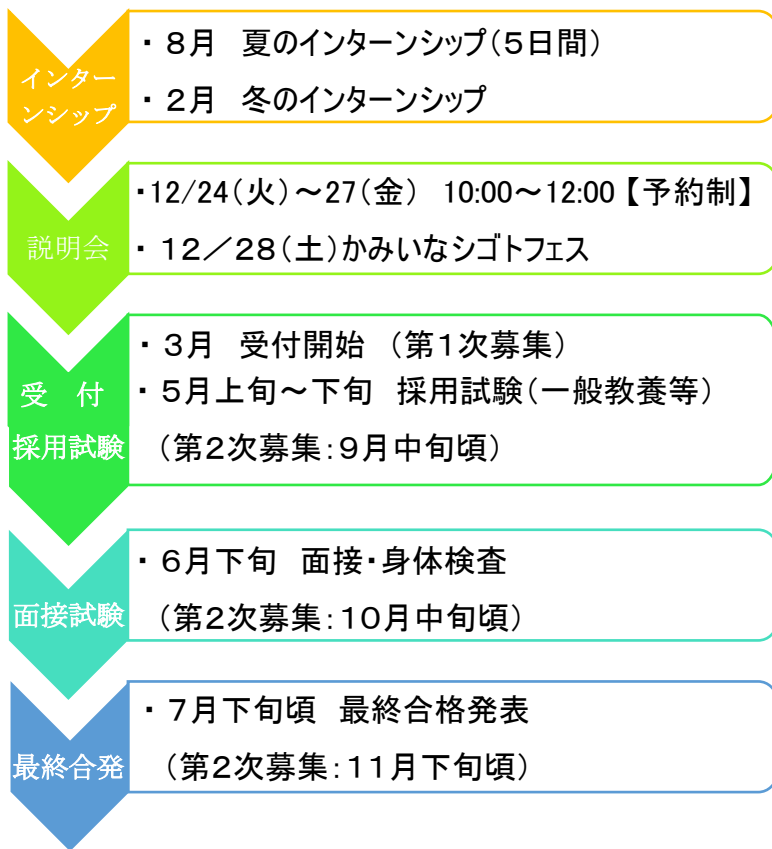 インター
ンシップ
・ 8月　夏のインターンシップ(5日間)
・ 2月　冬のインターンシップ
説明会
・12/24(火)～27(金)　10:00～12:00【予約制】
・ 12／28(土)かみいなシゴトフェス
受　付
採用試験
・ 3月　受付開始　(第1次募集)
・ 5月上旬～下旬　採用試験(一般教養等)
(第2次募集:9月中旬頃)
面接試験
・ 6月下旬　面接・身体検査
(第2次募集:10月中旬頃)
最終合発
・ 7月下旬頃　最終合格発表
(第2次募集:11月下旬頃)